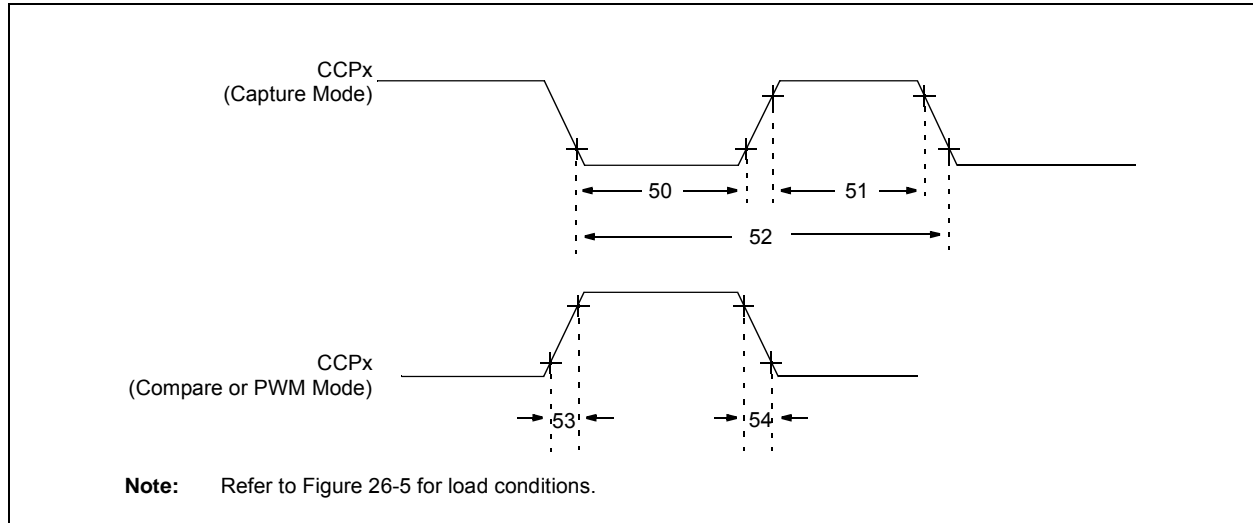 CCPx
(Capture Mode)
50
51
52
CCPx
(Compare or PWM Mode)
53
54
Note: Refer to Figure 26-5 for load conditions.